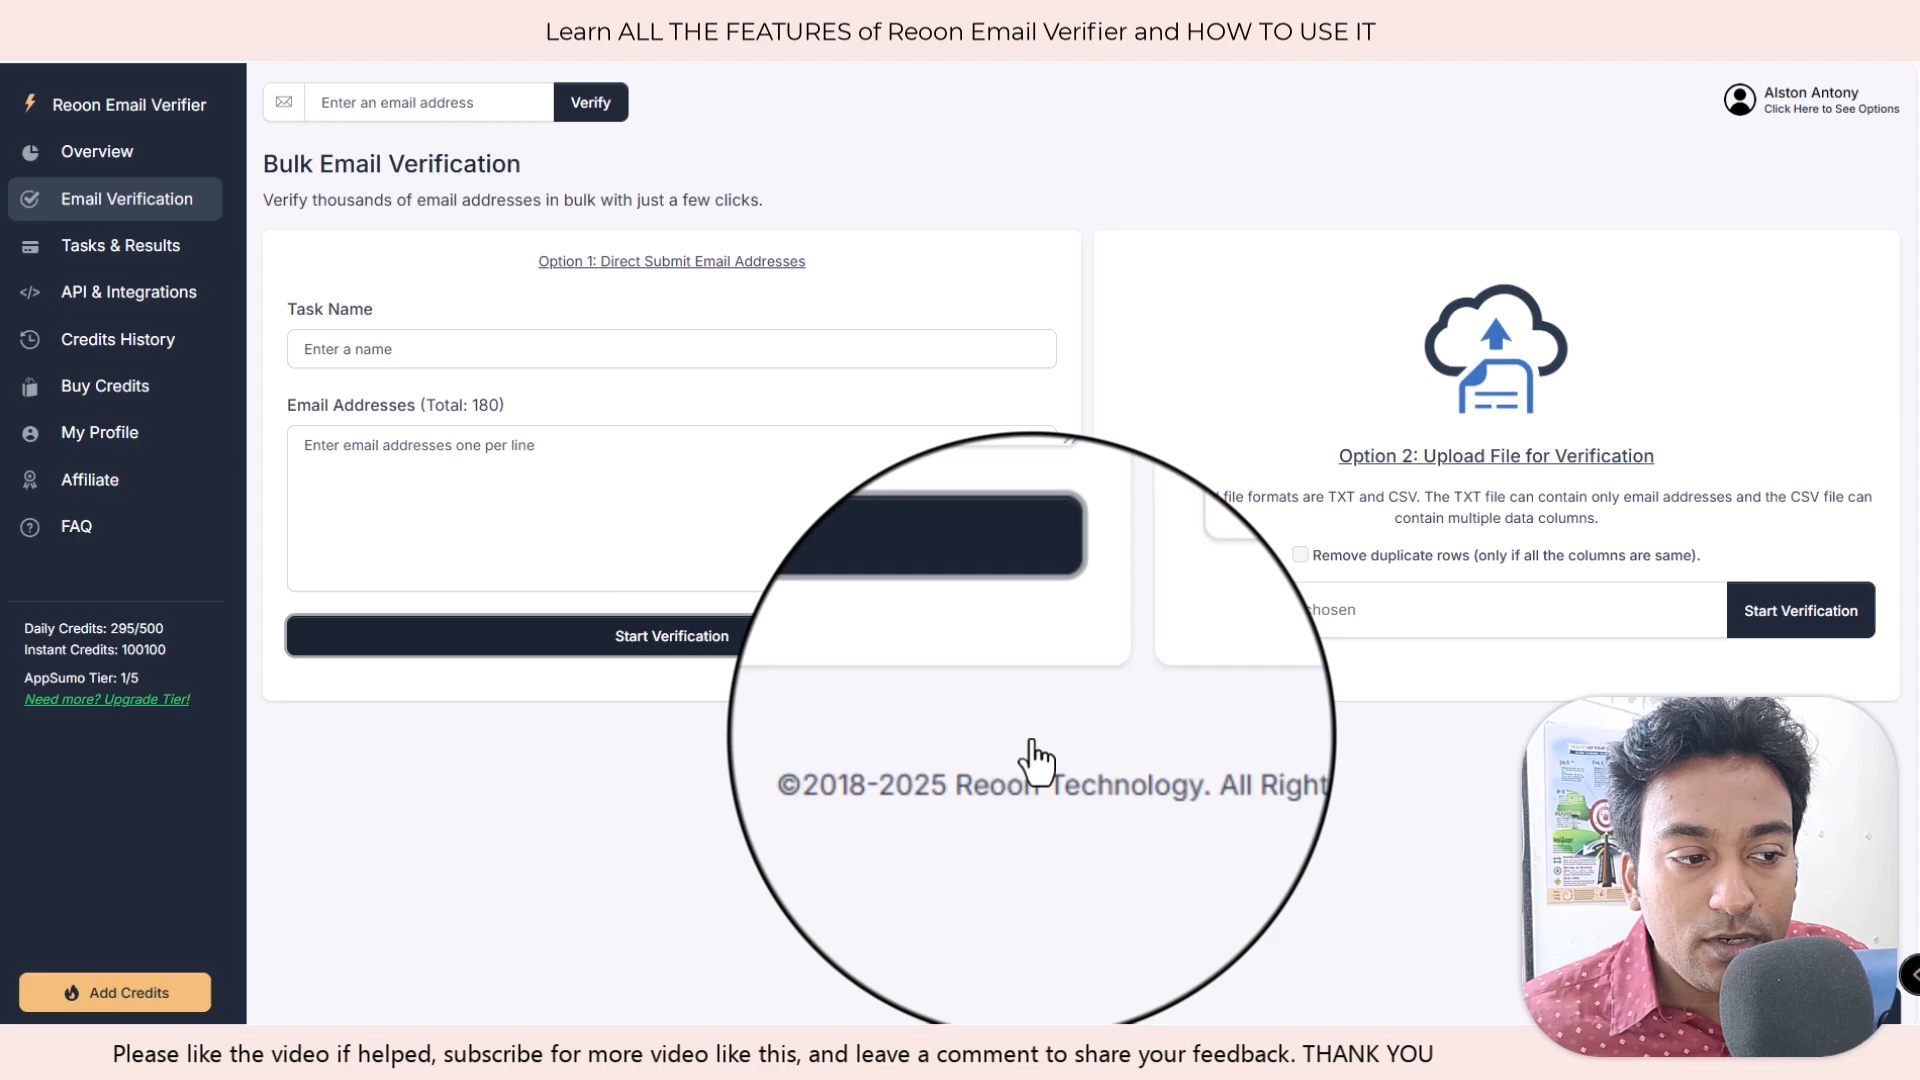 Learn ALL THE FEATURES of Reoon Email Verifier and HOW TO USE IT
Reoon Email Verifier
Overview
Email Verification
Tasks & Results
API & Integrations
Credits History
Buy Credits
My Profile
Affiliate
FAQ
Daily Credits: 295/500
Instant Credits: 100100
AppSumo Tier: 1/5
Need more? Upgrade Tier!
Add Credits
Enter an email address
Verify
Alston Antony
Click Here to See Options
Bulk Email Verification
Verify thousands of email addresses in bulk with just a few clicks.
Option 1: Direct Submit Email Addresses
Task Name
Enter a name
Email Addresses (Total: 180)
Enter email addresses one per line
Start Verification
Option 2: Upload File for Verification
file formats are TXT and CSV. The TXT file can contain only email addresses and the CSV file can
contain multiple data columns.
Remove duplicate rows (only if all the columns are same).
chosen
Start Verification
©2018-2025 Reoon Technology. All Right
Please like the video if helped, subscribe for more video like this, and leave a comment to share your feedback. THANK YOU